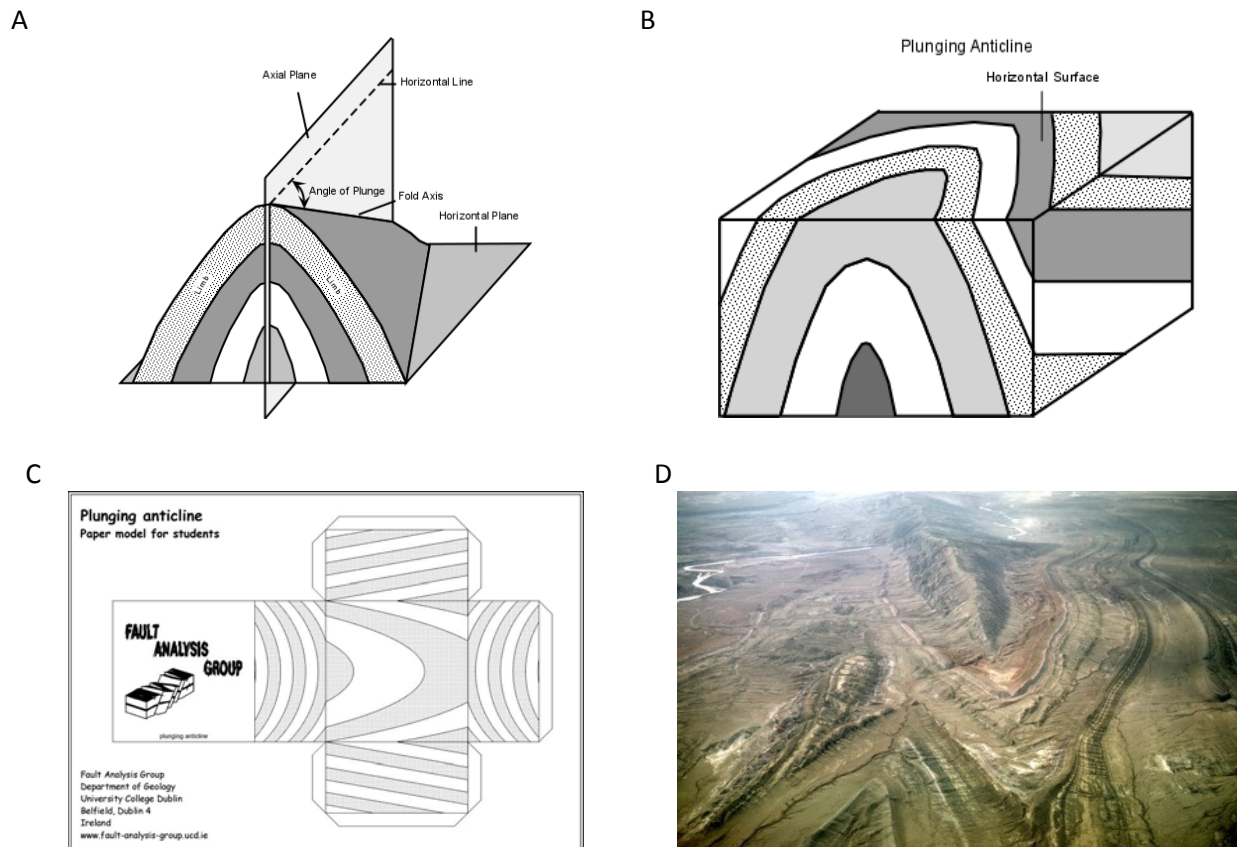 A
Axial Plane
Horizontal Line
Angle of Plunge
Fold Axis
Horizontal Plane
Limb
Limb
B
Plunging Anticline
Horizontal Surface
C
Plunging anticline
Paper model for students
FAULT
ANALYSIS
GROUP
plunging anticline
Fault Analysis Group
Department of Geology
University College Dublin
Belfield, Dublin 4
Ireland
www.fault-analysis-group.ucd.ie
D